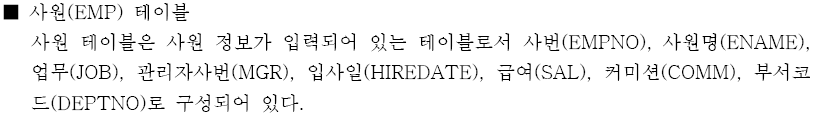 ■ 사원(EMP) 테이블
사원 테이블은 사원 정보가 입력되어 있는 테이블로서 사번(EMPNO), 사원명(ENAME),
업무(JOB), 관리자사번(MGR), 입사일(HIREDATE), 급여(SAL), 커미션(COMM), 부서코
드(DEPTNO)로 구성되어 있다.